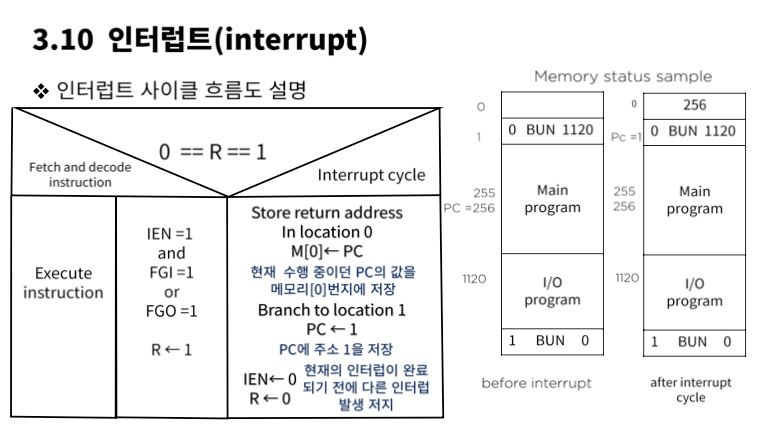 3.10 인터럽트(interrupt)
❖ 인터럽트 사이클 흐름도 설명
0 == R == 1
Fetch and decode
instruction
Interrupt cycle
Execute
instruction
IEN =1
and
FGI =1
or
FGO =1
R ← 1
Store return address
In location 0
M[0]← PC
현재 수행 중이던 PC의 값을
메모리[0]번지에 저장
Branch to location 1
PC ← 1
PC에 주소 1을 저장
IEN← 0
R ← 0
현재의 인터럽이 완료
되기 전에 다른 인터럽
발생 저지
Memory status sample
0
1
0 BUN 1120
255
PC =256
Main
program
1120
I/O
program
1 BUN 0
before interrupt
0
256
Pc =1
0 BUN 1120
255
256
Main
program
1120
I/O
program
1 BUN 0
after interrupt
cycle